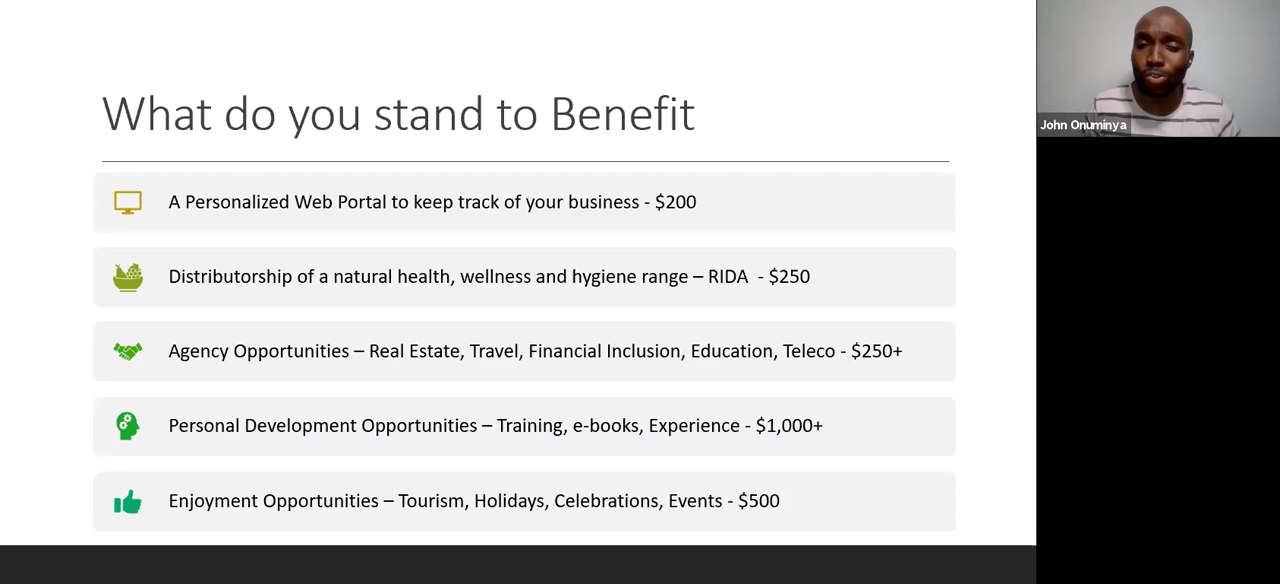 What do you stand to Benefit
A Personalized Web Portal to keep track of your business - $200
Distributorship of a natural health, wellness and hygiene range – RIDA - $250
Agency Opportunities – Real Estate, Travel, Financial Inclusion, Education, Teleco - $250+
Personal Development Opportunities – Training, e-books, Experience - $1,000+
Enjoyment Opportunities – Tourism, Holidays, Celebrations, Events - $500
John Onuminya